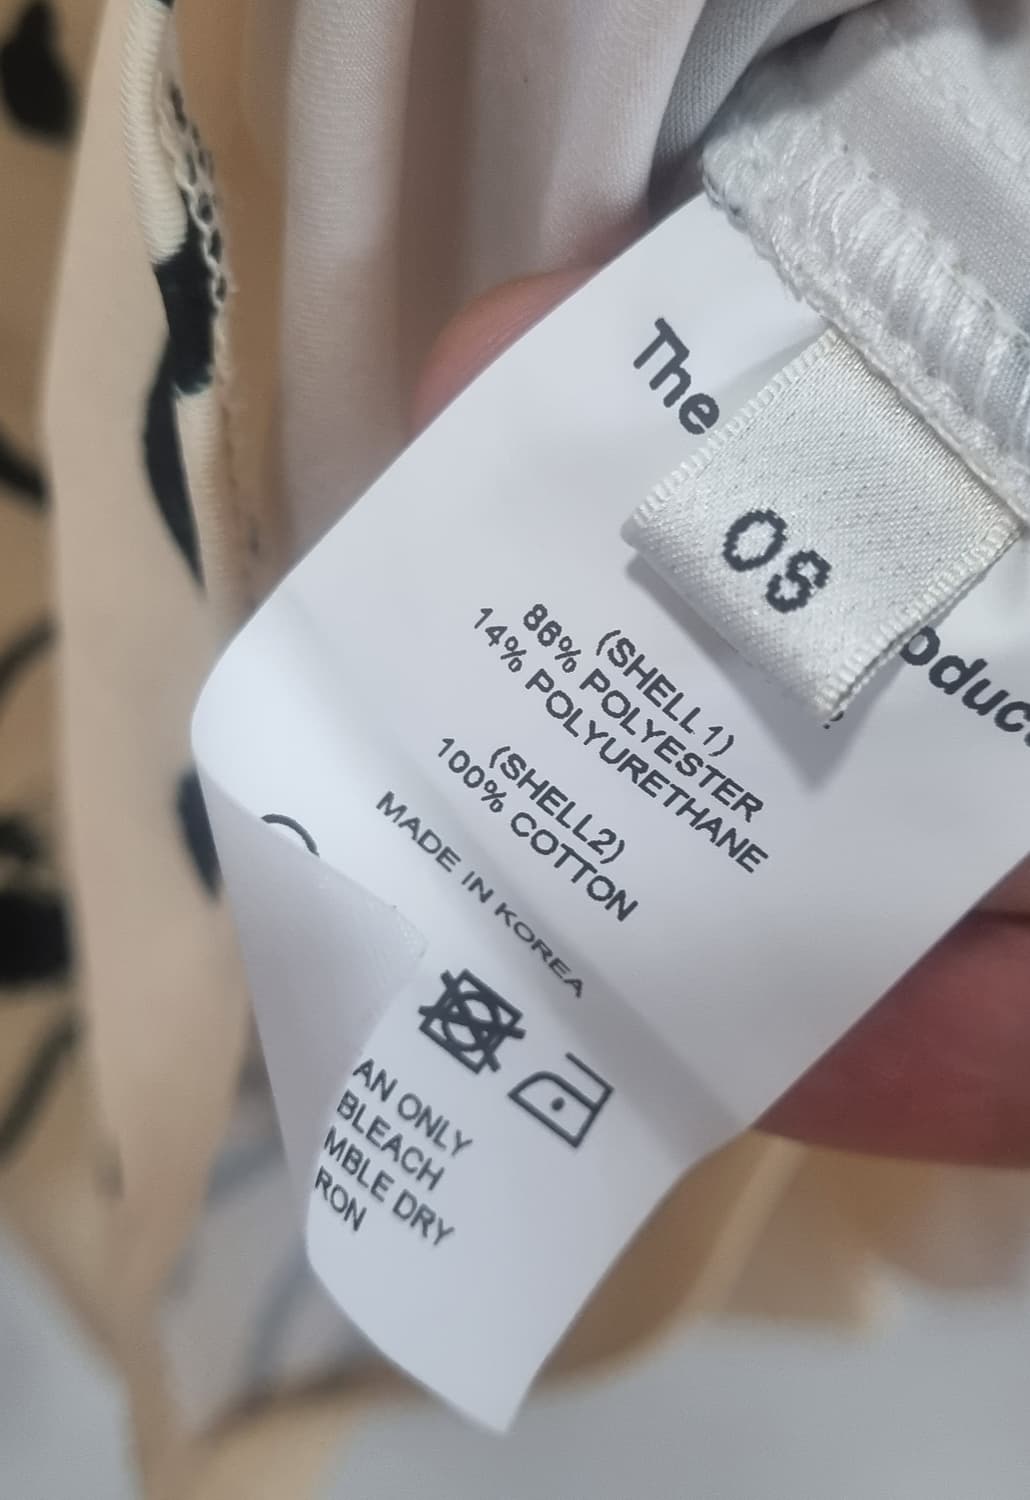 The
OS
oduct
(SHELL1)
86% POLYESTER
14% POLYURETHANE
(SHELL2)
100% COTTON
MADE IN KOREA
AN ONLY
BLEACH
MBLE DRY
RON